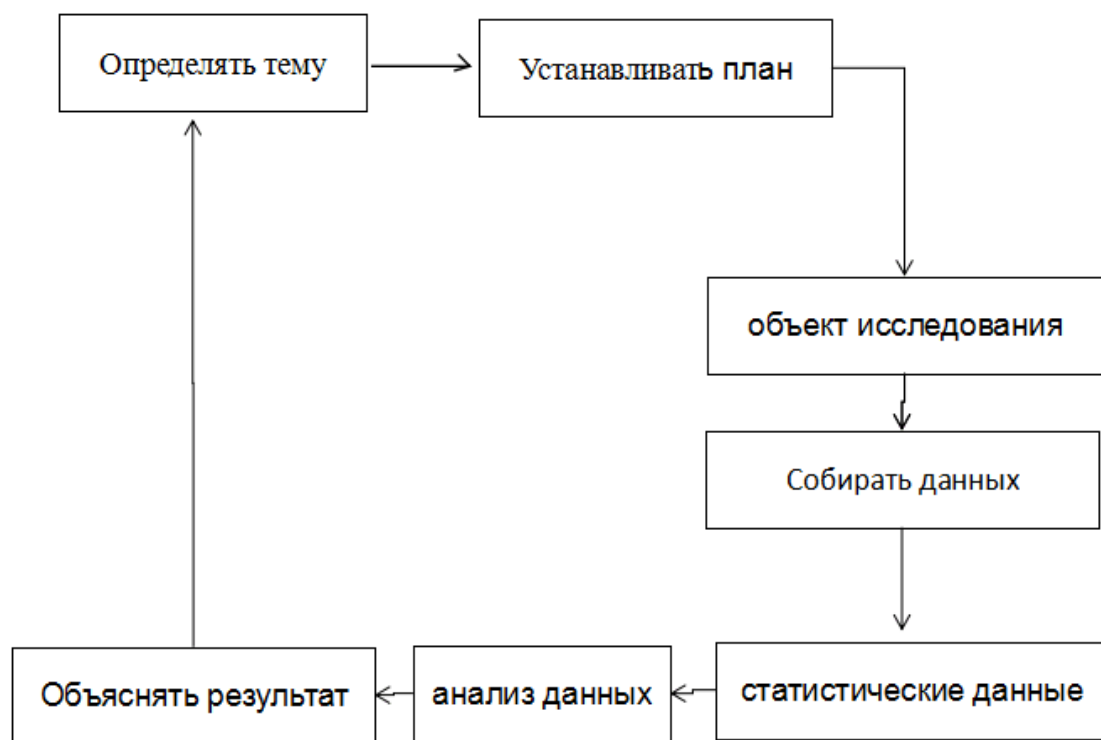 Определять тему
Устанавливать план
объект исследования
Собирать данных
статистические данные
анализ данных
Объяснять результат